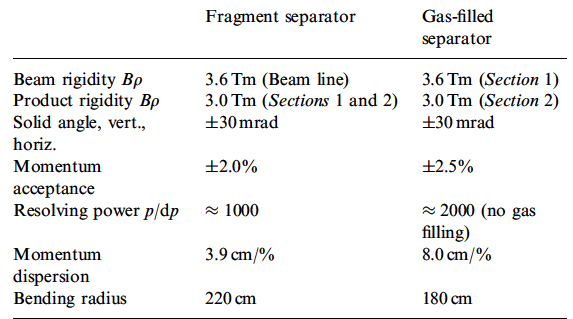 Fragment separator Gas-filled
separator
Beam rigidity Bρ 3.6 Tm (Beam line) 3.6 Tm (Section 1)
Product rigidity Bρ 3.0 Tm (Sections 1 and 2) 3.0 Tm (Section 2)
Solid angle, vert., ±30 mrad ±30 mrad
horiz.
Momentum ±2.0% ±2.5%
acceptance
Resolving power p/dp ≈ 1000 ≈ 2000 (no gas
filling)
Momentum 3.9 cm/% 8.0 cm/%
dispersion
Bending radius 220 cm 180 cm